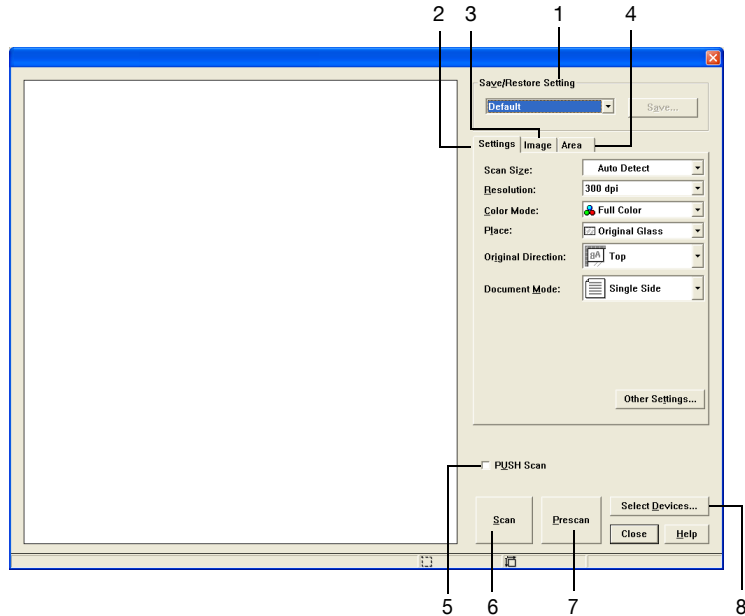 2 3 1 4
Save/Restore Setting
Default Save...
Settings Image Area
Scan Size: Auto Detect
Resolution: 300 dpi
Color Mode: Full Color
Place: Original Glass
Original Direction: Top
Document Mode: Single Side
Other Settings...
PUSH Scan
Scan Prescan Select Devices...
Close Help
5 6 7 8